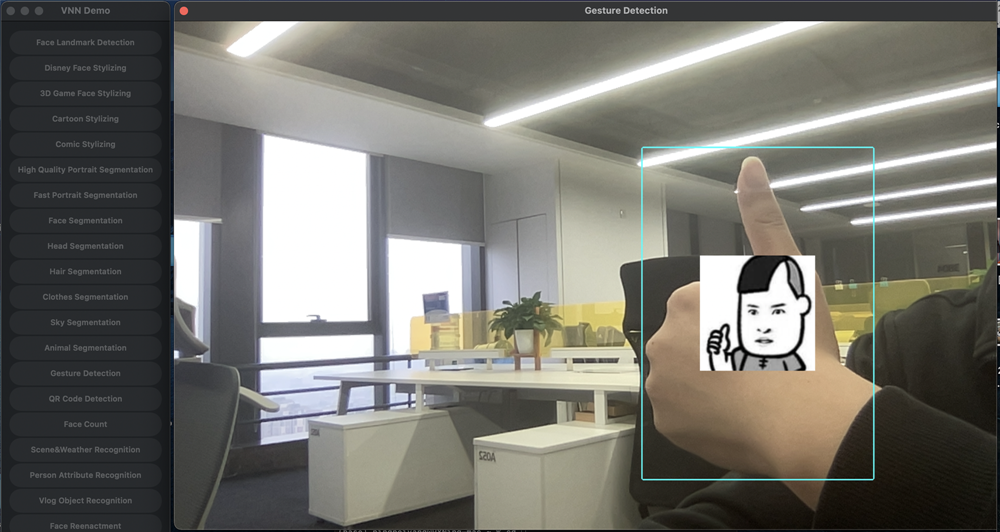 VNN Demo
Gesture Detection
Face Landmark Detection
Disney Face Stylizing
3D Game Face Stylizing
Cartoon Stylizing
Comic Stylizing
High Quality Portrait Segmentation
Fast Portrait Segmentation
Face Segmentation
Head Segmentation
Hair Segmentation
Clothes Segmentation
Sky Segmentation
Animal Segmentation
Gesture Detection
QR Code Detection
Face Count
Scene&Weather Recognition
Person Attribute Recognition
Vlog Object Recognition
Face Reenactment
A052